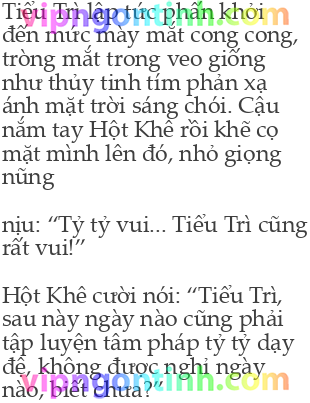 Tiểu Trì lập tức phấn khởi
đến mức mày mắt cong cong,
tròng mắt trong veo giống
như thủy tinh tím phản xạ
ánh mặt trời sáng chói. Cậu
nắm tay Hột Khê rồi khẽ cọ
mặt mình lên đó, nhỏ giọng
nũng
nịu: “Tỷ tỷ vui... Tiểu Trì cũng
rất vui!”
Hột Khê cười nói: “Tiểu Trì,
sau này ngày nào cũng phải
tập luyện tâm pháp tỷ tỷ dạy
đệ, không được nghỉ ngày
nào, biết chưa?”
vipngontinh.com
vipngontinh.com